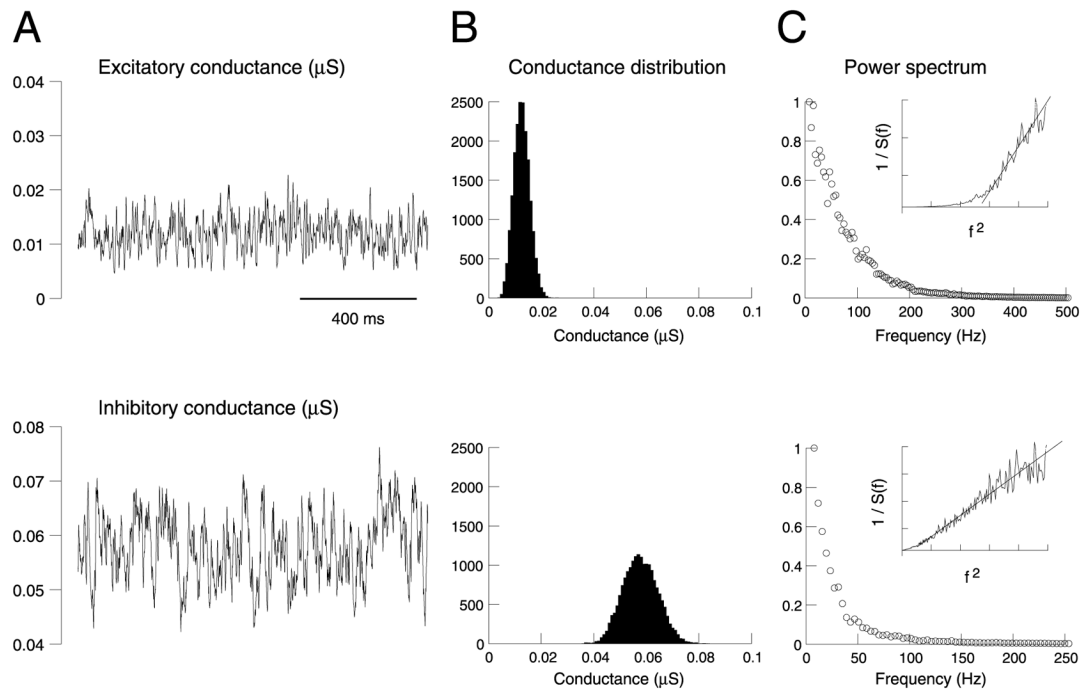 A
B
C
Excitatory conductance (μS)
Conductance distribution
Power spectrum
0.04
0.03
0.02
0.01
0
400 ms
2500
2000
1500
1000
500
0
0 0.02 0.04 0.06 0.08 0.1
Conductance (μS)
1
0.8
0.6
0.4
0.2
0
0 100 200 300 400 500
Frequency (Hz)
1 / S(f)
f 2
Inhibitory conductance (μS)
0.08
0.07
0.06
0.05
0.04
2500
2000
1500
1000
500
0
0 0.02 0.04 0.06 0.08 0.1
Conductance (μS)
1
0.8
0.6
0.4
0.2
0
0 50 100 150 200 250
Frequency (Hz)
1 / S(f)
f 2